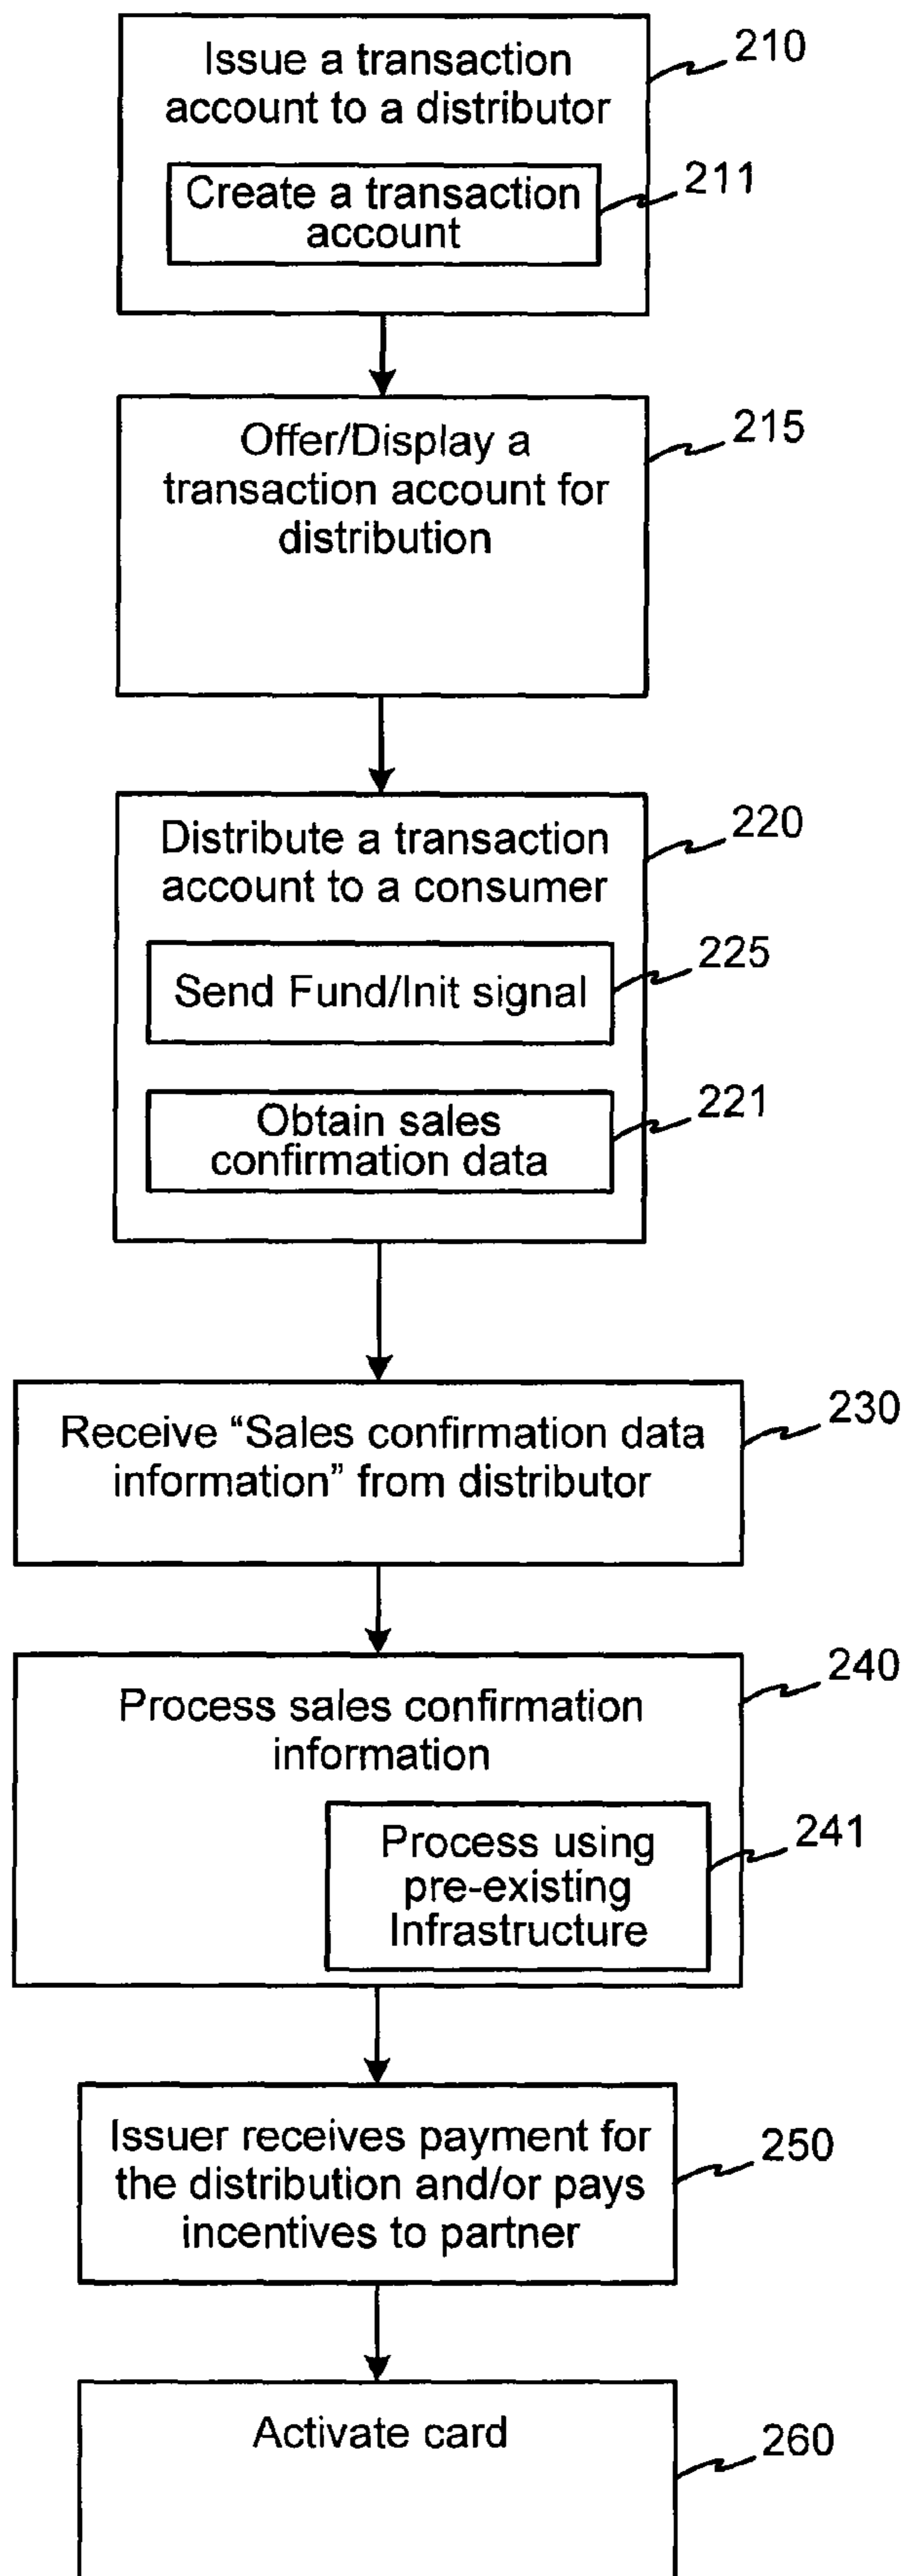 Issue a transaction
account to a distributor
210
Create a transaction
account
211
Offer/Display a
transaction account for
distribution
215
Distribute a transaction
account to a consumer
220
Send Fund/Init signal
225
Obtain sales
confirmation data
221
Receive “Sales confirmation data
information” from distributor
230
Process sales confirmation
information
240
Process using
pre-existing
Infrastructure
241
Issuer receives payment for
the distribution and/or pays
incentives to partner
250
Activate card
260